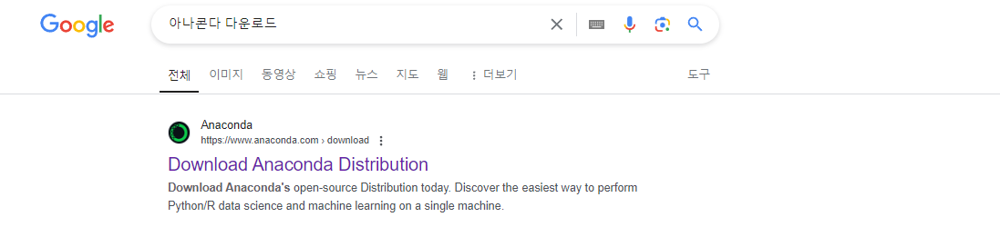 Google
아나콘다 다운로드
전체 이미지 동영상 쇼핑 뉴스 지도 웹 더보기 도구
Anaconda
https://www.anaconda.com › download
Download Anaconda Distribution
Download Anaconda's open-source Distribution today. Discover the easiest way to perform
Python/R data science and machine learning on a single machine.